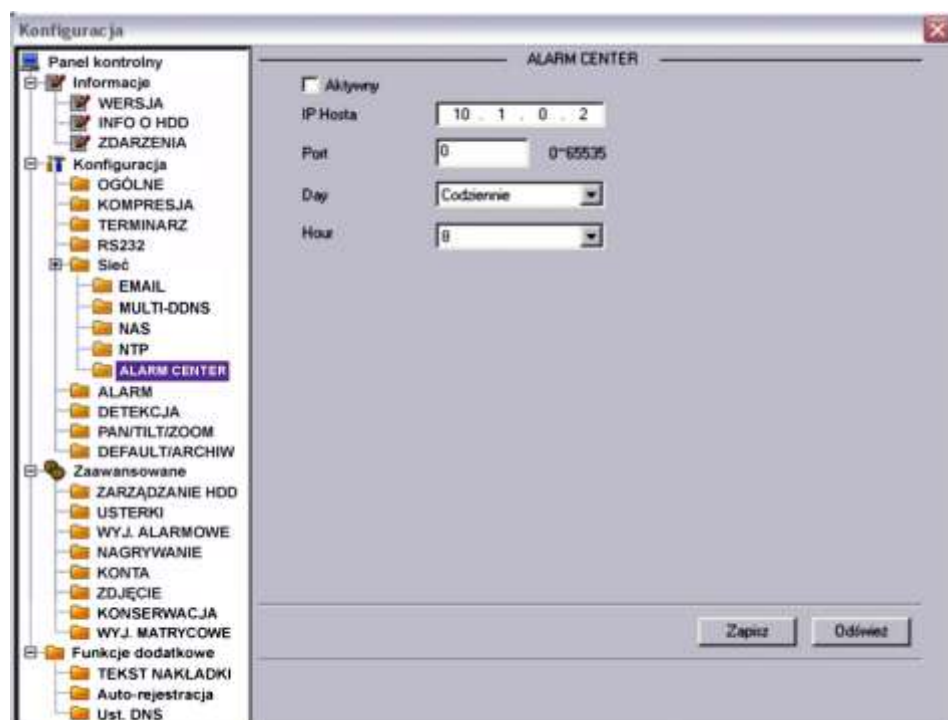 Konfiguracja
Panel kontrolny
Informacje
WERSJA
INFO O HDD
ZDARZENIA
Konfiguracja
OGÓLNE
KOMPRESJA
TERMINARZ
RS232
Sieć
EMAIL
MULTI-DDNS
NAS
NTP
ALARM CENTER
ALARM
DETEKCJA
PAN/TILT/ZOOM
DEFAULT/ARCHIW
Zaawansowane
ZARZĄDZANIE HDD
USTERKI
WYJ. ALARMOWE
NAGRYWANIE
KONTA
ZDJĘCIE
KONSERWACJA
WYJ. MATRYCOWE
Funkcje dodatkowe
TEKST NAKŁADKI
Auto-rejestracja
Ust. DNS
ALARM CENTER
Aktywny
IP Hosta 10 . 1 . 0 . 2
Port 0 0~65535
Day Codziennie
Hour 8
Zapisz Odśwież